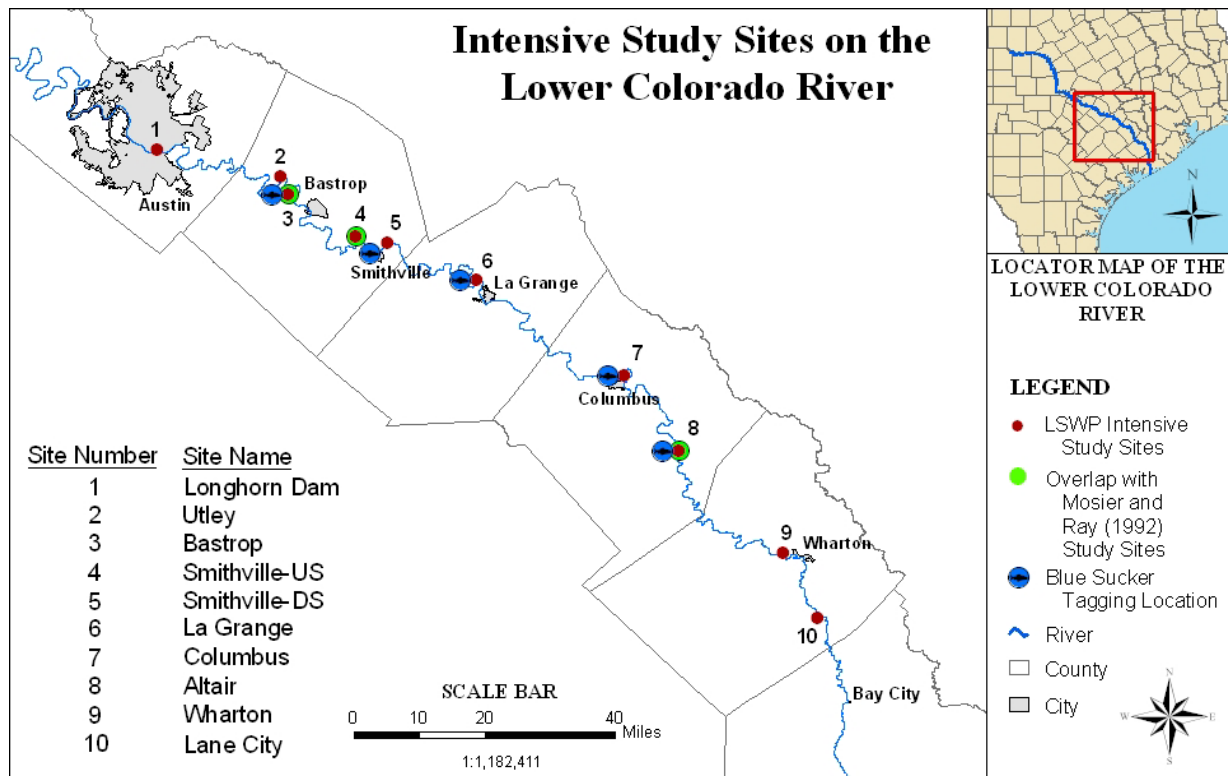 Intensive Study Sites on the
Lower Colorado River
1
Austin
2
Bastrop
3
4
5
Smithville
6
La Grange
7
Columbus
8
9
Wharton
10
Bay City
Site Number Site Name
1 Longhorn Dam
2 Utley
3 Bastrop
4 Smithville-US
5 Smithville-DS
6 La Grange
7 Columbus
8 Altair
9 Wharton
10 Lane City
SCALE BAR
0 10 20 40
Miles
1:1,182,411
N
LOCATOR MAP OF THE
LOWER COLORADO
RIVER
LEGEND
LSWP Intensive
Study Sites
Overlap with
Mosier and
Ray (1992)
Study Sites
Blue Sucker
Tagging Location
River
County
City
N
W E
S